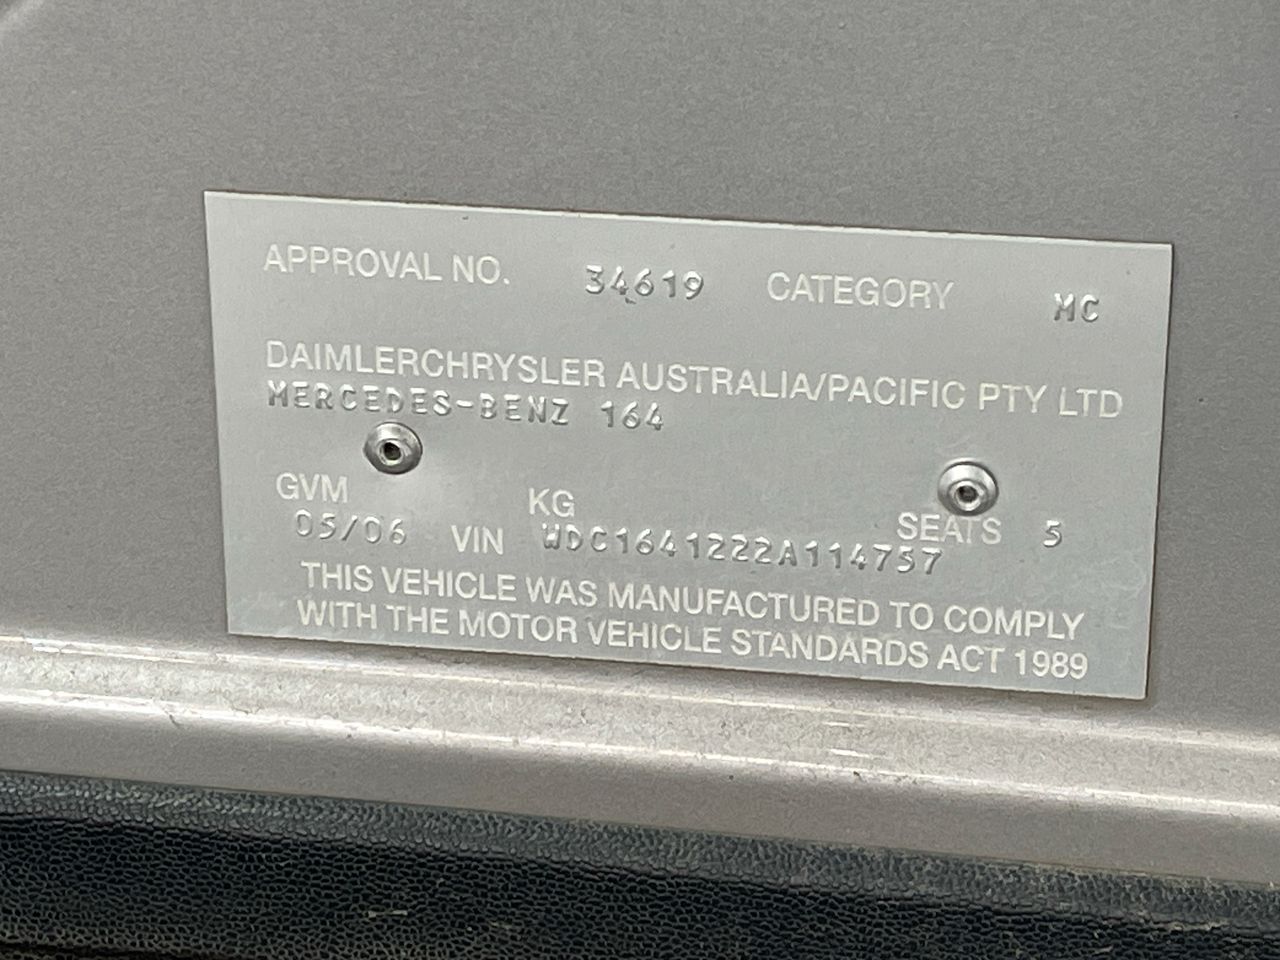 APPROVAL NO. 34619 CATEGORY MC
DAIMLERCHRYSLER AUSTRALIA/PACIFIC PTY LTD
MERCEDES-BENZ 164
GVM KG SEATS 5
05/06 VIN WDC1641222A114757
THIS VEHICLE WAS MANUFACTURED TO COMPLY
WITH THE MOTOR VEHICLE STANDARDS ACT 1989